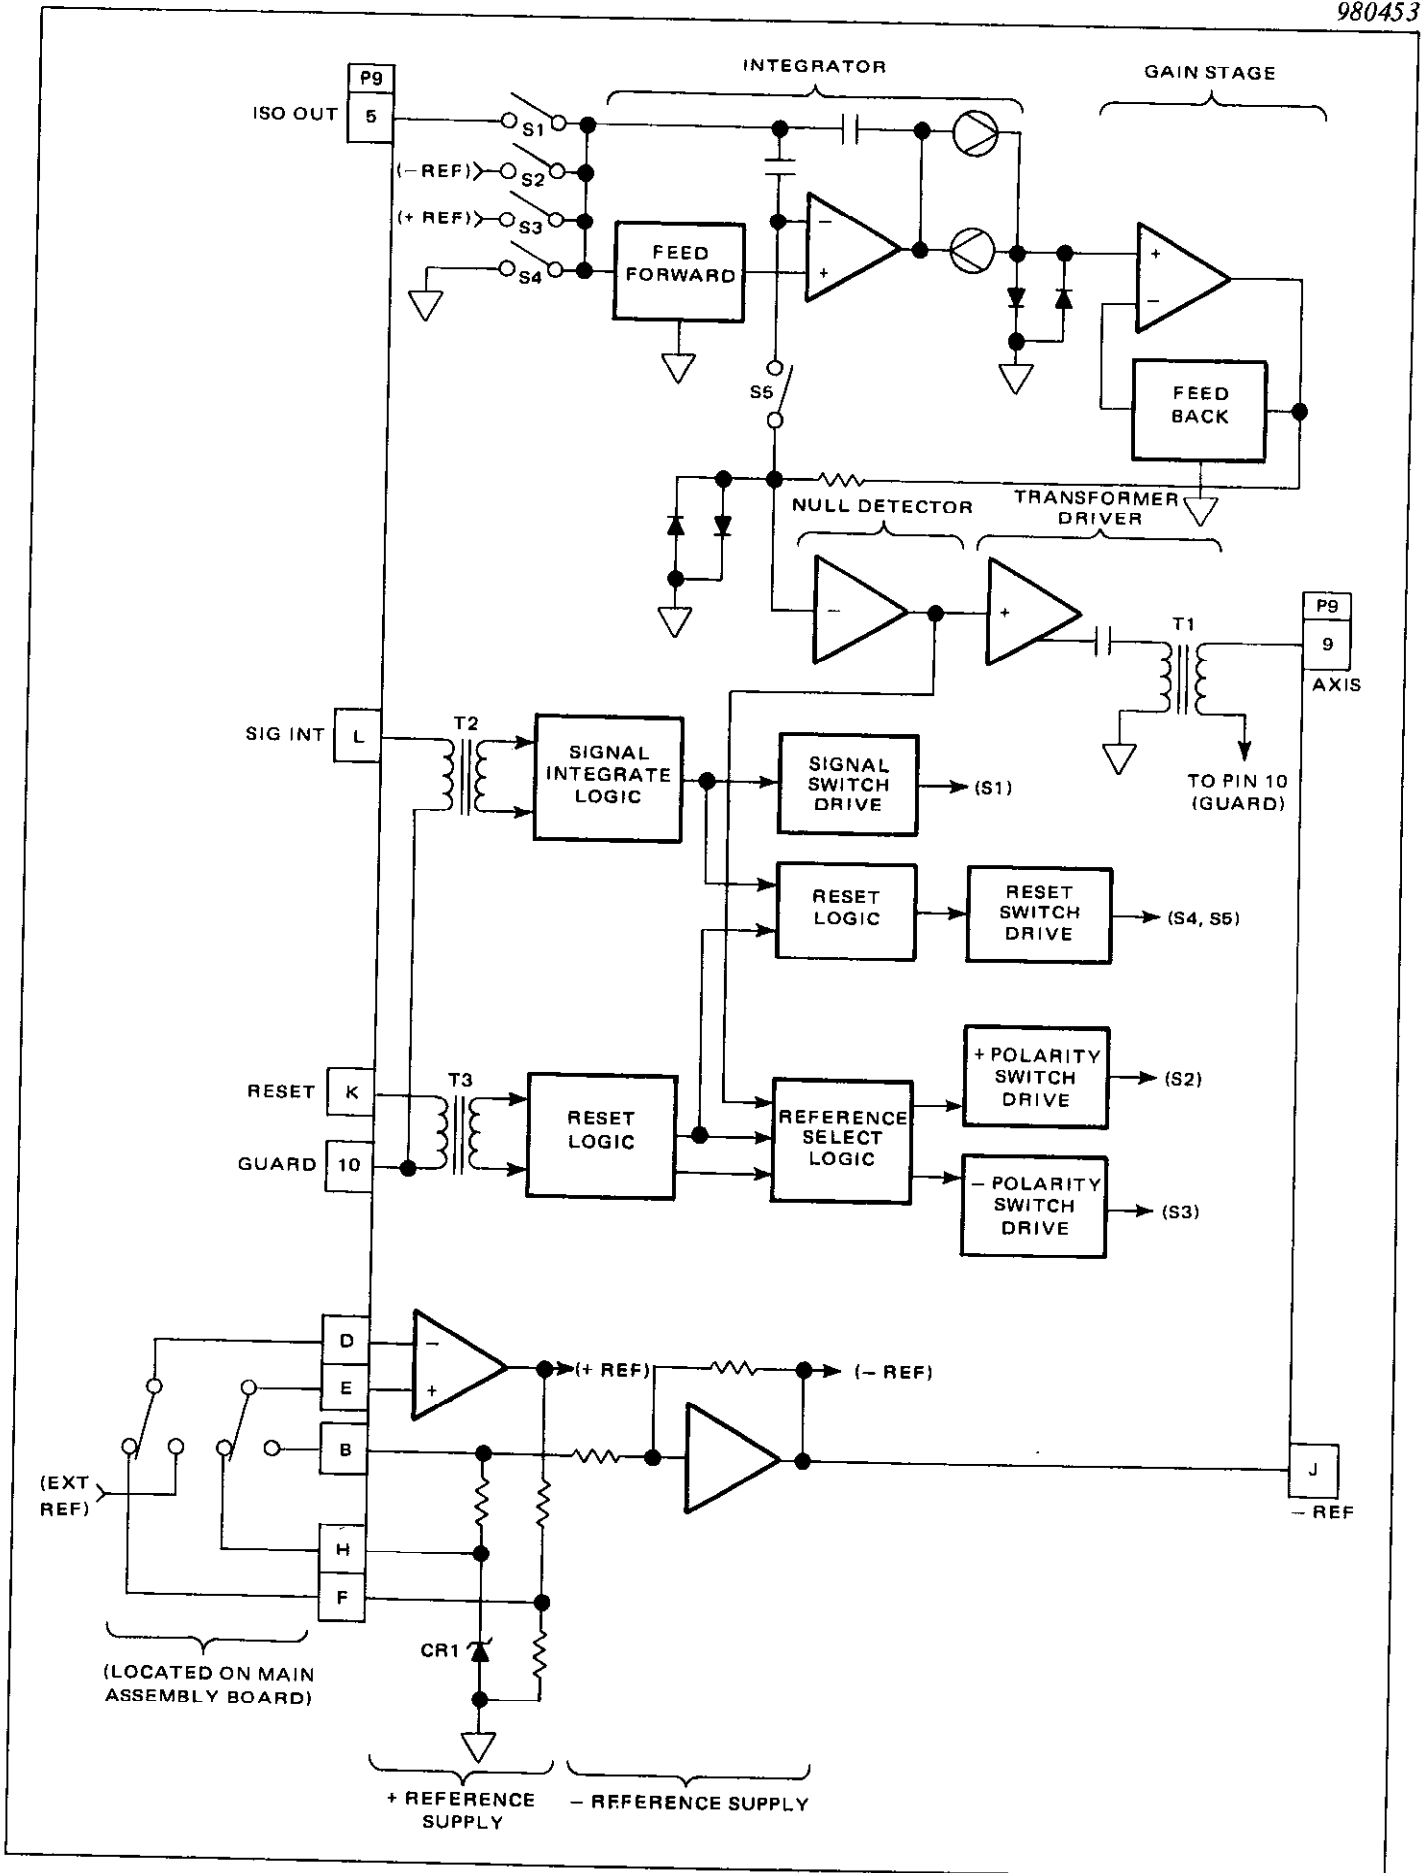 980453
INTEGRATOR
GAIN STAGE
P9
ISO OUT
5
S1
(– REF)
S2
(+ REF)
S3
S4
FEED
FORWARD
–
+
+
–
S5
FEED
BACK
NULL DETECTOR
TRANSFORMER
DRIVER
–
+
T1
P9
9
AXIS
TO PIN 10
(GUARD)
SIG INT
L
T2
SIGNAL
INTEGRATE
LOGIC
SIGNAL
SWITCH
DRIVE
(S1)
RESET
LOGIC
RESET
SWITCH
DRIVE
(S4, S5)
RESET
K
T3
GUARD
10
RESET
LOGIC
REFERENCE
SELECT
LOGIC
+ POLARITY
SWITCH
DRIVE
(S2)
– POLARITY
SWITCH
DRIVE
(S3)
D
–
E
+
(+ REF)
(– REF)
B
(EXT
REF)
J
– REF
H
F
CR1
(LOCATED ON MAIN
ASSEMBLY BOARD)
+ REFERENCE
SUPPLY
– REFERENCE SUPPLY